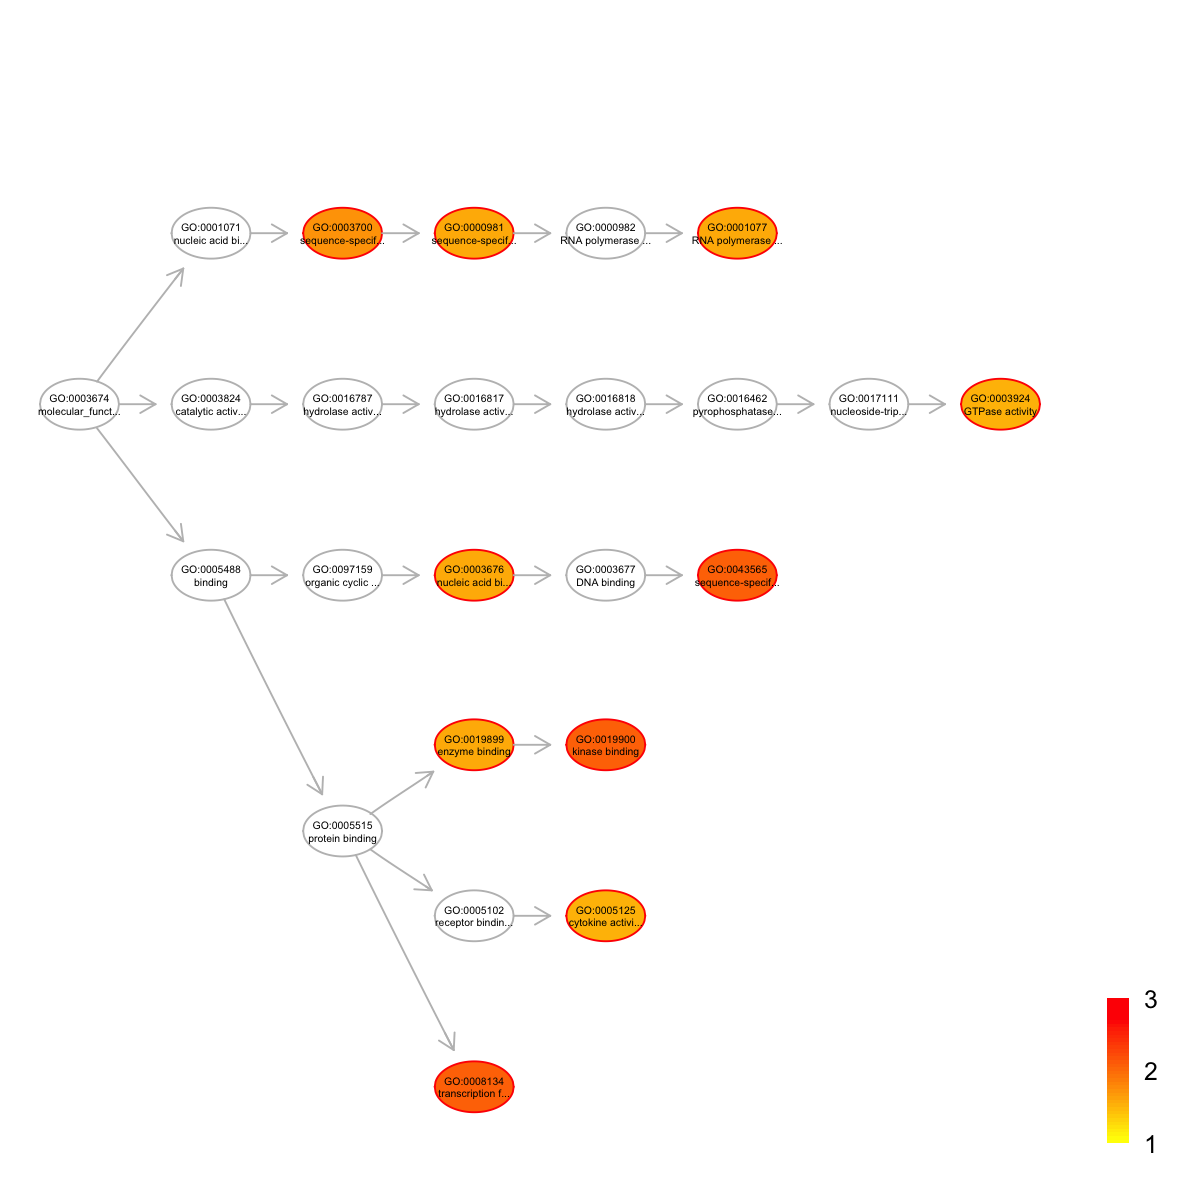 GO:0001071
nucleic acid bi...
GO:0003700
sequence-specif...
GO:0000981
sequence-specif...
GO:0000982
RNA polymerase ...
GO:0001077
RNA polymerase ...
GO:0003674
molecular_funct...
GO:0003824
catalytic activ...
GO:0016787
hydrolase activ...
GO:0016817
hydrolase activ...
GO:0016818
hydrolase activ...
GO:0016462
pyrophosphatase...
GO:0017111
nucleoside-trip...
GO:0003924
GTPase activity
GO:0005488
binding
GO:0097159
organic cyclic ...
GO:0003676
nucleic acid bi...
GO:0003677
DNA binding
GO:0043565
sequence-specif...
GO:0019899
enzyme binding
GO:0019900
kinase binding
GO:0005515
protein binding
GO:0005102
receptor bindin...
GO:0005125
cytokine activi...
GO:0008134
transcription f...
3
2
1